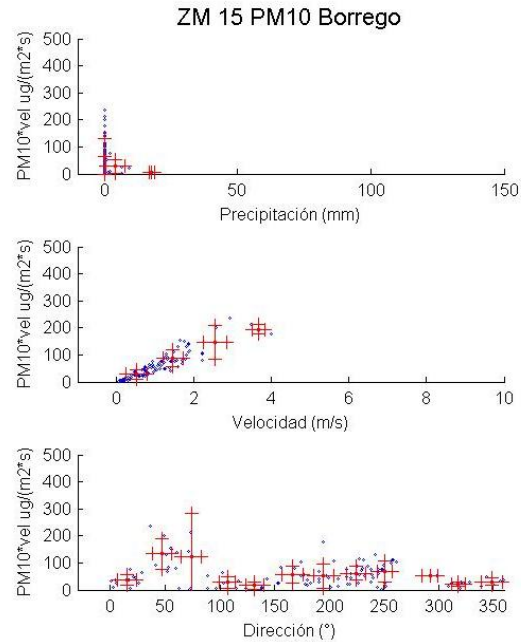 ZM 15 PM10 Borrego
PM10*vel ug/(m2*s)
500
400
300
200
100
0
0 50 100 150
Precipitación (mm)
PM10*vel ug/(m2*s)
500
400
300
200
100
0
0 2 4 6 8 10
Velocidad (m/s)
PM10*vel ug/(m2*s)
500
400
300
200
100
0
0 50 100 150 200 250 300 350
Dirección (°)